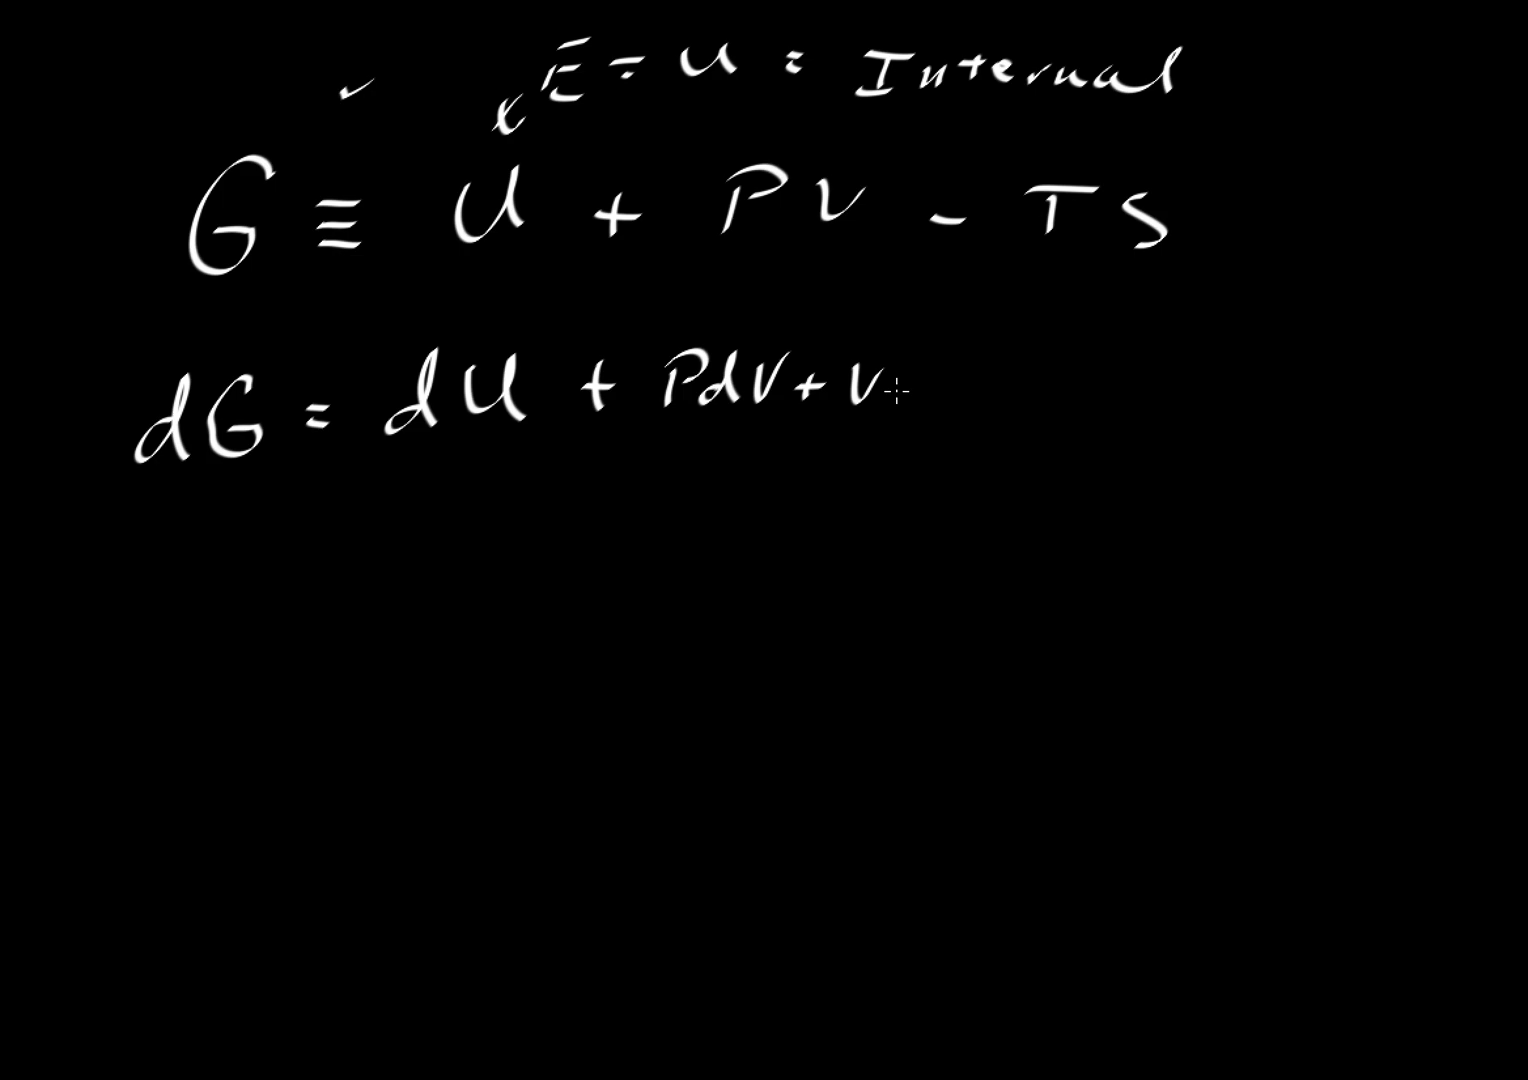 E = U = Internal
G ≡ U + PV - TS
dG = dU + PdV + V